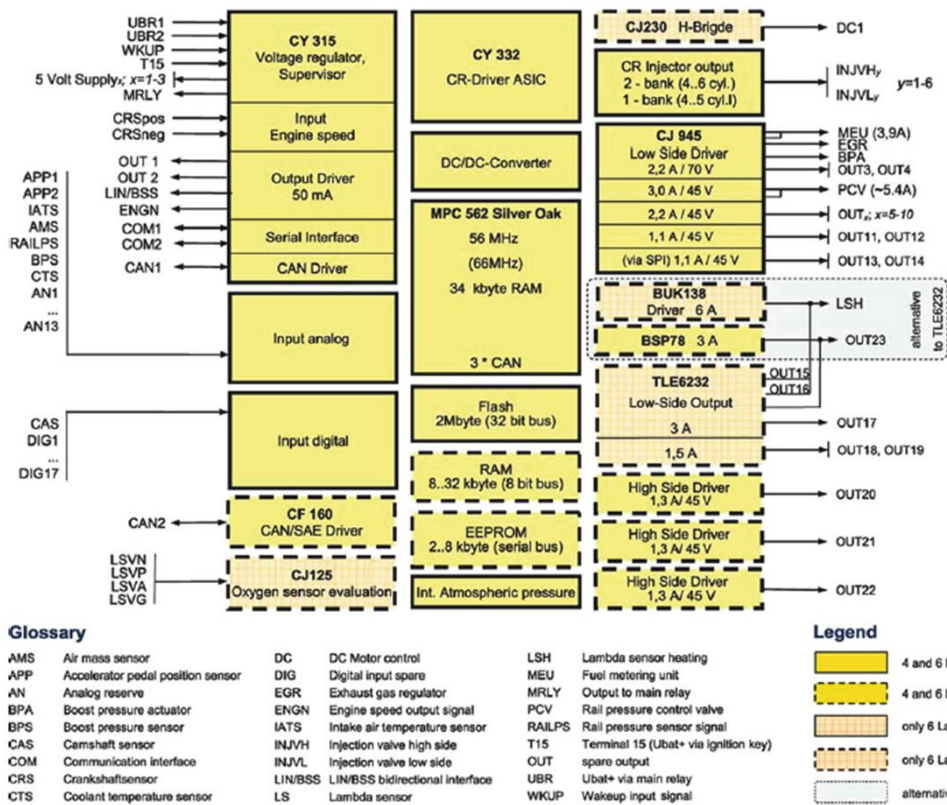 UBR1
UBR2
WKUP
T15
5 Volt Supplyx; x=1-3
MRLY
CRSpos
CRSneg
OUT 1
OUT 2
LIN/BSS
ENGN
COM1
COM2
CAN1
APP1
APP2
IATS
AMS
RAILPS
BPS
CTS
AN1
...
AN13
CAS
DIG1
...
DIG17
CAN2
LSVN
LSVP
LSVA
LSVG
CY 315
Voltage regulator,
Supervisor
Input
Engine speed
Output Driver
50 mA
Serial Interface
CAN Driver
Input analog
Input digital
CF 160
CAN/SAE Driver
CJ125
Oxygen sensor evaluation
CY 332
CR-Driver ASIC
DC/DC-Converter
MPC 562 Silver Oak
56 MHz
(66MHz)
34 kbyte RAM
3 * CAN
Flash
2Mbyte (32 bit bus)
RAM
8..32 kbyte (8 bit bus)
EEPROM
2..8 kbyte (serial bus)
Int. Atmospheric pressure
CJ230 H-Brigde
CR Injector output
2 - bank (4..6 cyl.)
1 - bank (4..5 cyl.l)
CJ 945
Low Side Driver
2,2 A / 70 V
3,0 A / 45 V
2,2 A / 45 V
1,1 A / 45 V
(via SPI) 1,1 A / 45 V
BUK138
Driver 6 A
BSP78 3 A
TLE6232
Low-Side Output
3 A
1,5 A
High Side Driver
1,3 A/ 45 V
High Side Driver
1,3 A/ 45 V
High Side Driver
1,3 A/ 45 V
DC1
INJVHy
INJVLy
y=1-6
MEU (3,9A)
EGR
BPA
OUT3, OUT4
PCV (~5.4A)
OUTx; x=5-10
OUT11, OUT12
OUT13, OUT14
LSH
OUT23
alternative
to TLE6232
OUT15
OUT16
OUT17
OUT18, OUT19
OUT20
OUT21
OUT22
Glossary
AMS Air mass sensor
APP Accelerator pedal position sensor
AN Analog reserve
BPA Boost pressure actuator
BPS Boost pressure sensor
CAS Camshaft sensor
COM Communication interface
CRS Crankshaftsensor
CTS Coolant temperature sensor
DC DC Motor control
DIG Digital input spare
EGR Exhaust gas regulator
ENGN Engine speed output signal
IATS Intake air temperature sensor
INJVH Injection valve high side
INJVL Injection valve low side
LIN/BSS LIN/BSS bidirectional interface
LS Lambda sensor
LSH Lambda sensor heating
MEU Fuel metering unit
MRLY Output to main relay
PCV Rail pressure control valve
RAILPS Rail pressure sensor signal
T15 Terminal 15 (Ubat+ via ignition key)
OUT spare output
UBR Ubat+ via main relay
WKUP Wakeup input signal
Legend
4 and 6 l
4 and 6 l
only 6 La
only 6 La
alternativ